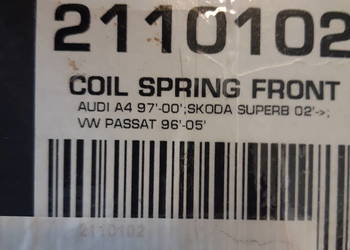 2110102
COIL SPRING FRONT
AUDI A4 97'-00';SKODA SUPERB 02'->;
VW PASSAT 96'-05'
2110102